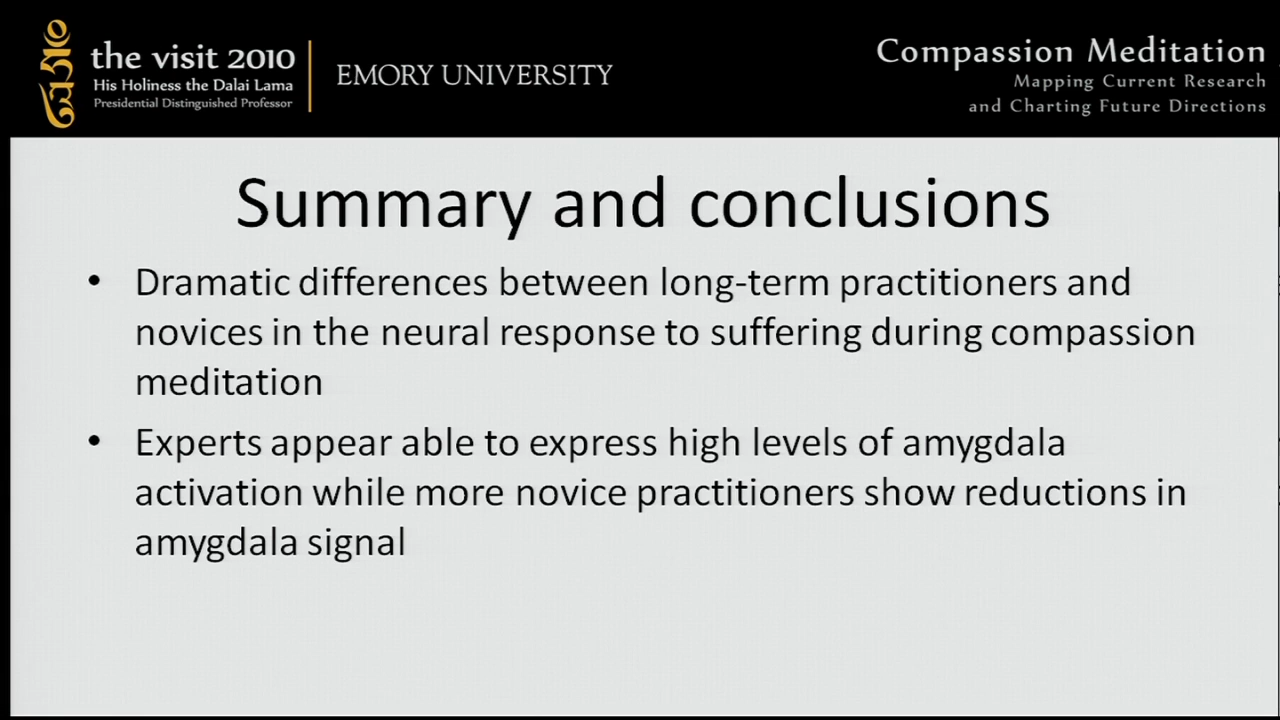 the visit 2010
His Holiness the Dalai Lama
Presidential Distinguished Professor
EMORY UNIVERSITY
Compassion Meditation
Mapping Current Research
and Charting Future Directions
Summary and conclusions
• Dramatic differences between long-term practitioners and
novices in the neural response to suffering during compassion
meditation
• Experts appear able to express high levels of amygdala
activation while more novice practitioners show reductions in
amygdala signal